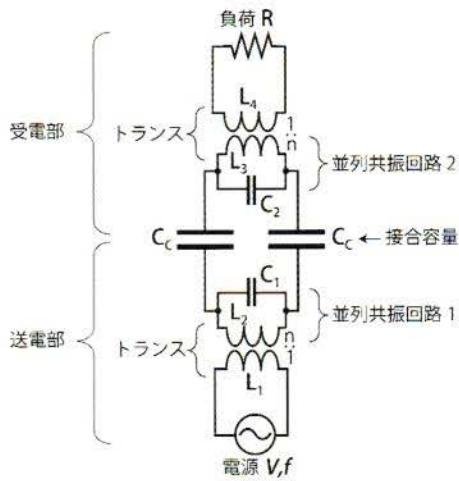 負荷 R
L4
1
:
n
トランス
受電部
L3
並列共振回路 2
C2
CC
CC ← 接合容量
C1
L2
並列共振回路 1
送電部
トランス
n
:
1
L1
電源 V,f